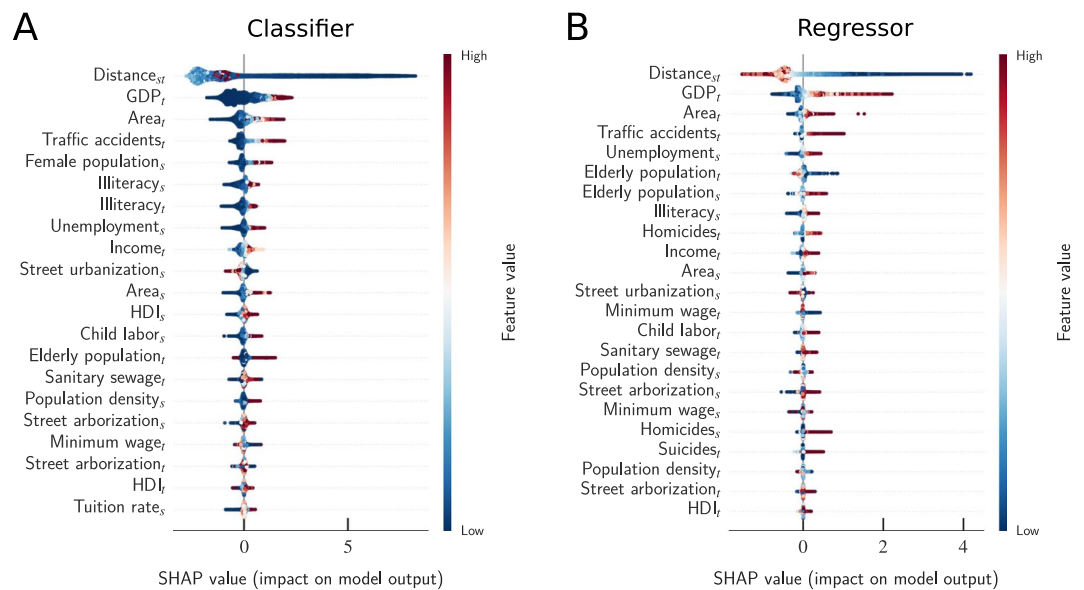 A
Classifier
High
Distance_st
GDP_t
Area_t
Traffic accidents_t
Female population_s
Illiteracy_s
Illiteracy_t
Unemployment_s
Income_t
Street urbanization_s
Area_s
HDI_s
Child labor_s
Elderly population_t
Sanitary sewage_t
Population density_s
Street arborization_s
Minimum wage_t
Street arborization_t
HDI_t
Tuition rate_s
Low
Feature value
0 5
SHAP value (impact on model output)
B
Regressor
High
Distance_st
GDP_t
Area_t
Traffic accidents_t
Unemployment_s
Elderly population_t
Elderly population_s
Illiteracy_s
Homicides_t
Income_t
Area_s
Street urbanization_s
Minimum wage_t
Child labor_t
Sanitary sewage_t
Population density_s
Street arborization_s
Minimum wage_s
Homicides_s
Suicides_t
Population density_t
Street arborization_t
HDI_t
Low
Feature value
0 2 4
SHAP value (impact on model output)